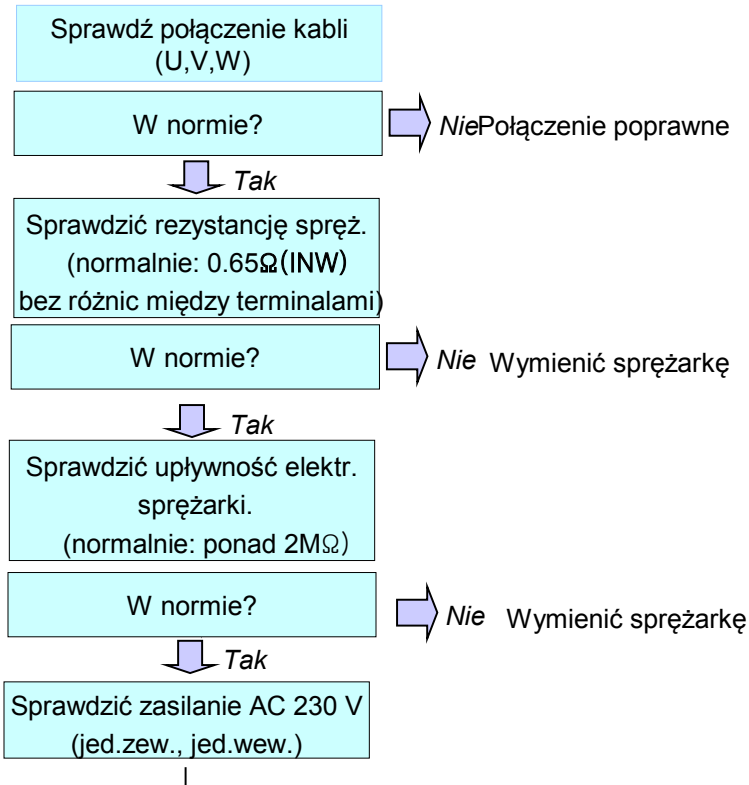 Sprawdź połączenie kabli
(U,V,W)
W normie?
NiePołączenie poprawne
Tak
Sprawdzić rezystancję spręż.
(normalnie: 0.65Ω(INW)
bez różnic między terminalami)
W normie?
Nie Wymienić sprężarkę
Tak
Sprawdzić upływność elektr.
sprężarki.
(normalnie: ponad 2MΩ)
W normie?
Nie Wymienić sprężarkę
Tak
Sprawdzić zasilanie AC 230 V
(jed.zew., jed.wew.)